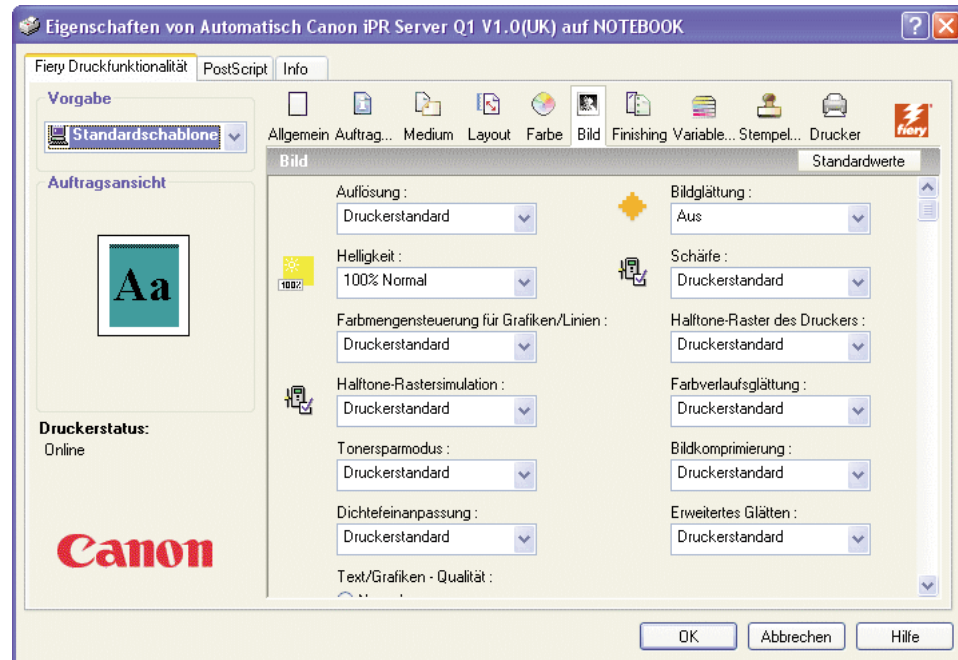 Eigenschaften von Automatisch Canon iPR Server Q1 V1.0(UK) auf NOTEBOOK
Fiery Druckfunktionalität PostScript Info
Vorgabe
Standardschablone
Allgemein Auftrag... Medium Layout Farbe Bild Finishing Variable... Stempel... Drucker
fiery
Bild Standardwerte
Auftragsansicht
Aa
Druckerstatus:
Online
Canon
Auflösung :
Druckerstandard
Bildglättung :
Aus
100%
Helligkeit :
100% Normal
Schärfe :
Druckerstandard
Farbmengensteuerung für Grafiken/Linien :
Druckerstandard
Halftone-Raster des Druckers :
Druckerstandard
Halftone-Rastersimulation :
Druckerstandard
Farbverlaufsglättung :
Druckerstandard
Tonersparmodus :
Druckerstandard
Bildkomprimierung :
Druckerstandard
Dichtefeinanpassung :
Druckerstandard
Erweitertes Glätten :
Druckerstandard
Text/Grafiken - Qualität :
OK Abbrechen Hilfe